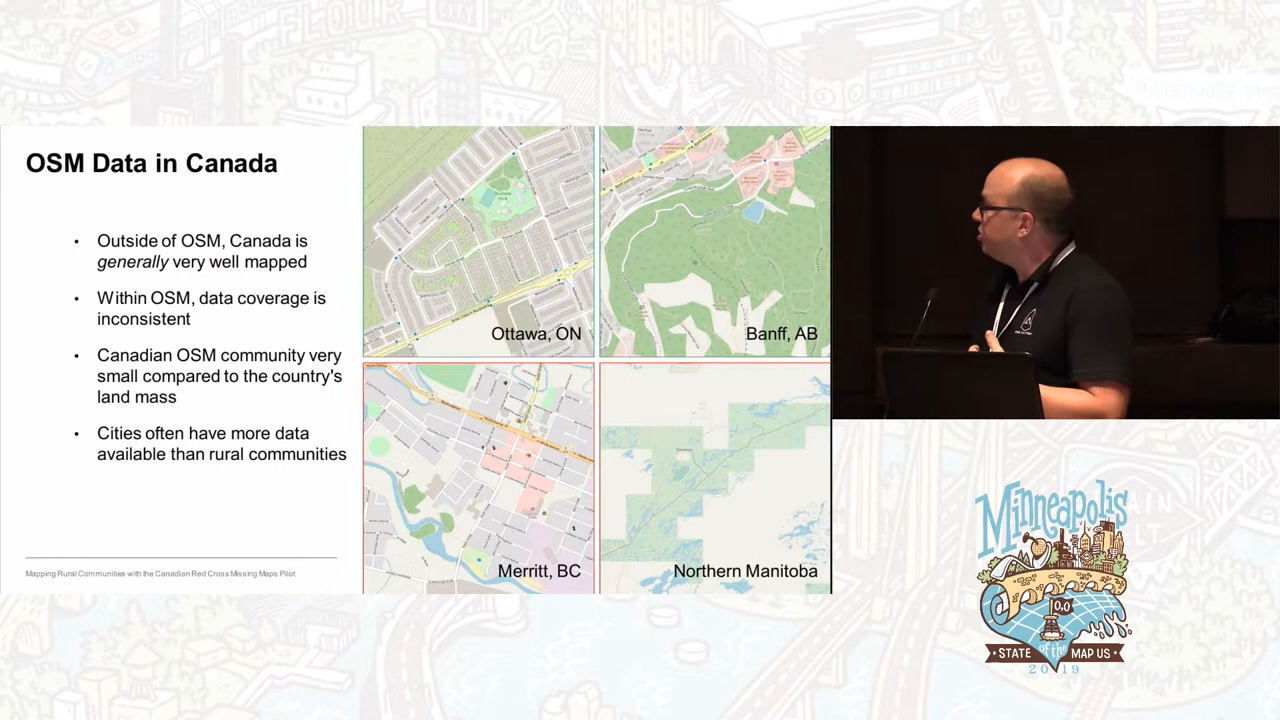 OSM Data in Canada
• Outside of OSM, Canada is
generally very well mapped
• Within OSM, data coverage is
inconsistent
• Canadian OSM community very
small compared to the country's
land mass
• Cities often have more data
available than rural communities
Mapping Rural Communities with the Canadian Red Cross Missing Maps Pilot
Ottawa, ON
Banff, AB
Merritt, BC
Northern Manitoba
Minneapolis
0,0
• STATE of the MAP US •
2019